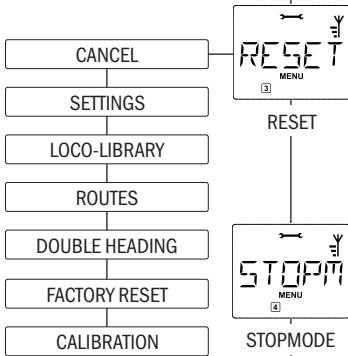 CANCEL
SETTINGS
LOCO-LIBRARY
ROUTES
DOUBLE HEADING
FACTORY RESET
CALIBRATION
RESET
MENU
3
RESET
STOPM
MENU
4
STOPMODE